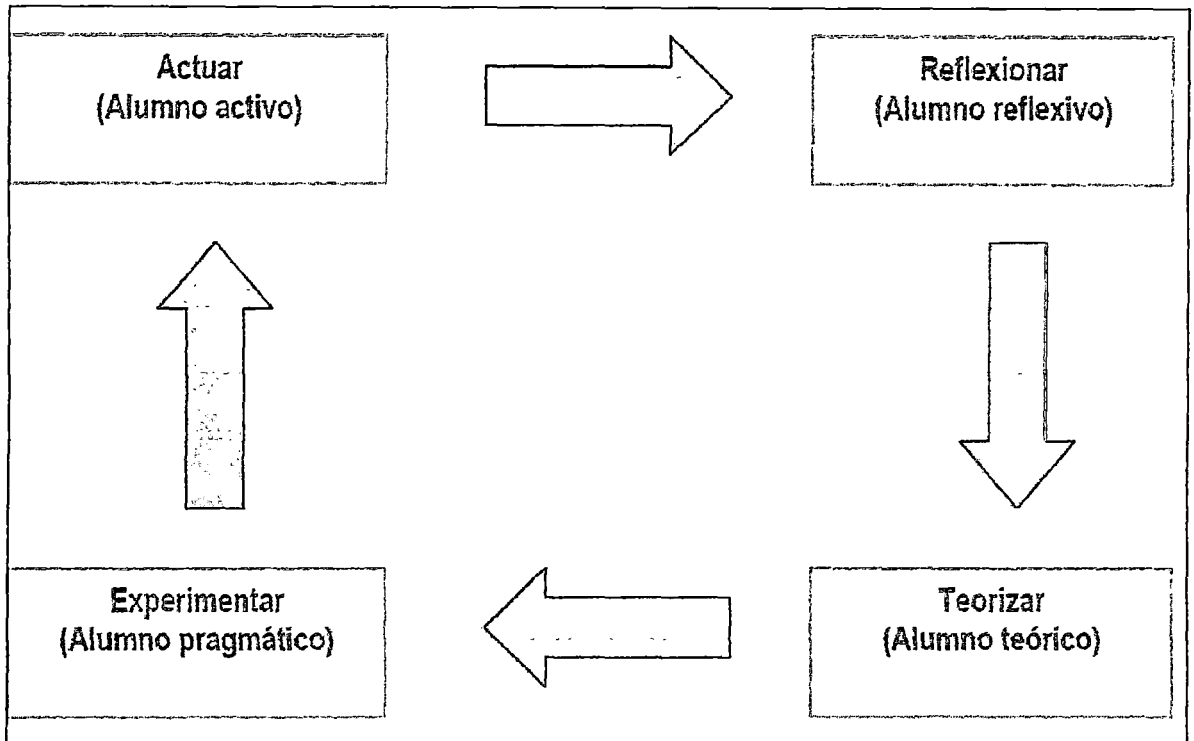 Actuar
(Alumno activo)
Reflexionar
(Alumno reflexivo)
Experimentar
(Alumno pragmático)
Teorizar
(Alumno teórico)